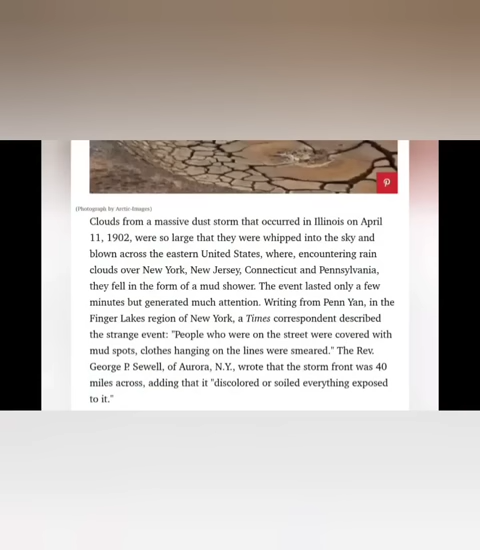 (Photograph by Arctic-Images)
Clouds from a massive dust storm that occurred in Illinois on April
11, 1902, were so large that they were whipped into the sky and
blown across the eastern United States, where, encountering rain
clouds over New York, New Jersey, Connecticut and Pennsylvania,
they fell in the form of a mud shower. The event lasted only a few
minutes but generated much attention. Writing from Penn Yan, in the
Finger Lakes region of New York, a Times correspondent described
the strange event: "People who were on the street were covered with
mud spots, clothes hanging on the lines were smeared." The Rev.
George P. Sewell, of Aurora, N.Y., wrote that the storm front was 40
miles across, adding that it "discolored or soiled everything exposed
to it."